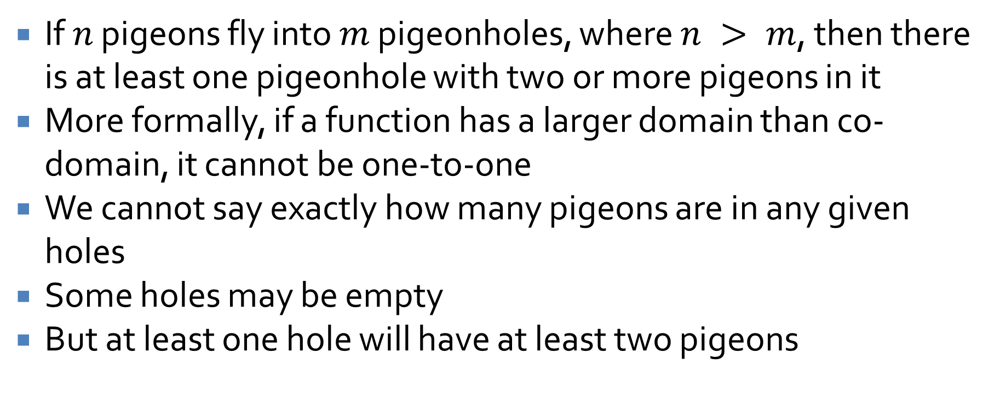 ▪ If n pigeons fly into m pigeonholes, where n > m, then there
is at least one pigeonhole with two or more pigeons in it
▪ More formally, if a function has a larger domain than co-
domain, it cannot be one-to-one
▪ We cannot say exactly how many pigeons are in any given
holes
▪ Some holes may be empty
▪ But at least one hole will have at least two pigeons